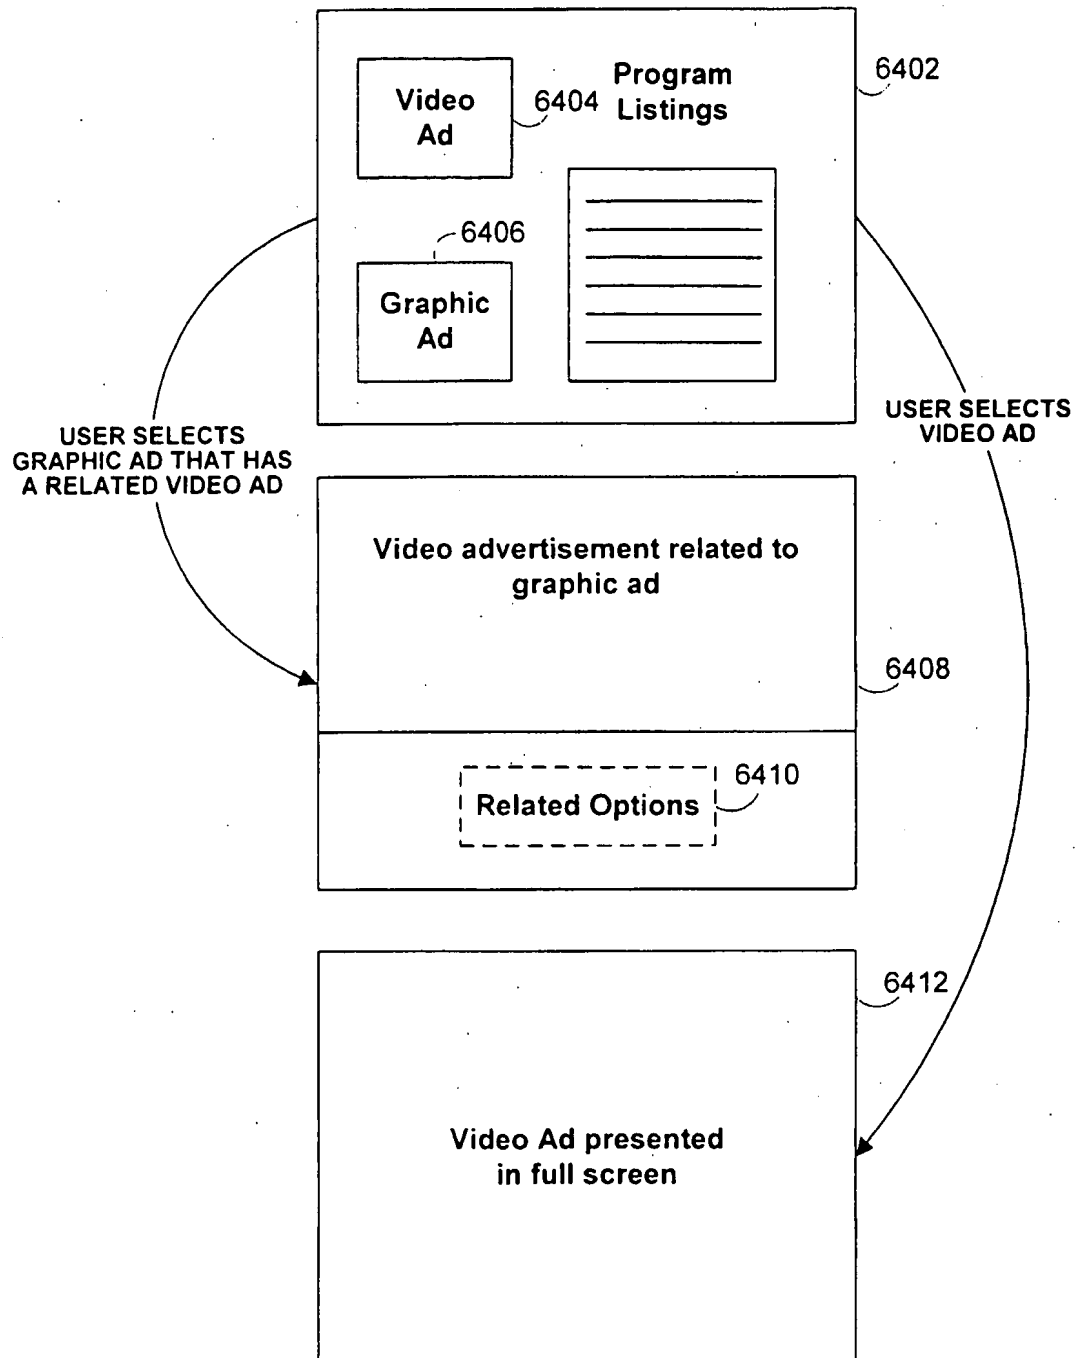 Program
Listings
6402
Video
Ad
6404
6406
Graphic
Ad
USER SELECTS
GRAPHIC AD THAT HAS
A RELATED VIDEO AD
USER SELECTS
VIDEO AD
Video advertisement related to
graphic ad
6408
Related Options
6410
6412
Video Ad presented
in full screen